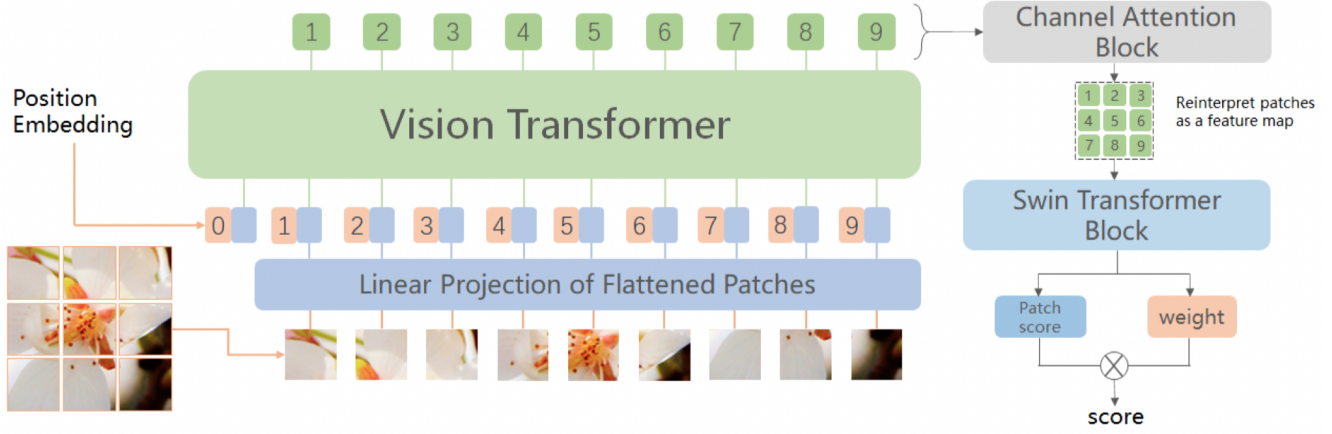 1 2 3 4 5 6 7 8 9
Channel Attention
Block
Position
Embedding
Vision Transformer
1 2 3
4 5 6
7 8 9
Reinterpret patches
as a feature map
0 1 2 3 4 5 6 7 8 9
Swin Transformer
Block
Linear Projection of Flattened Patches
Patch
score
weight
score